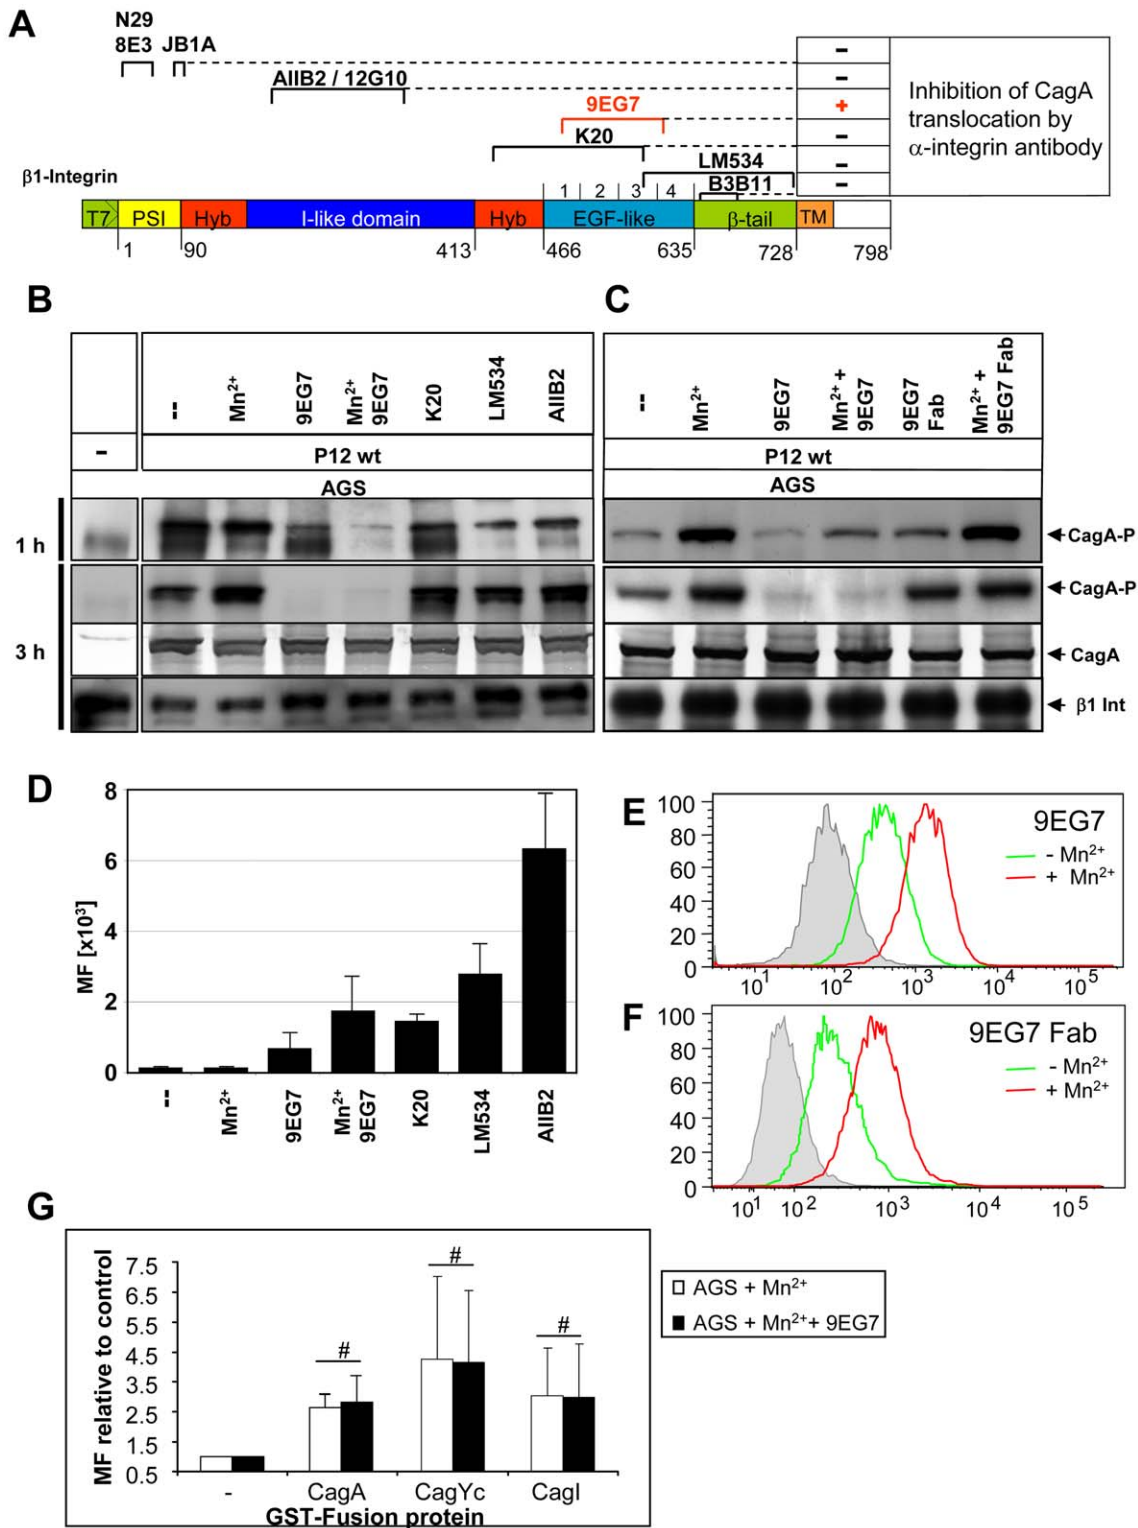 A
N29
8E3 JB1A
AIIB2 / 12G10
9EG7
K20
LM534
B3B11
-
-
+
-
-
-
Inhibition of CagA
translocation by
α-integrin antibody
β1-Integrin
1 2 3 4
T7 PSI Hyb I-like domain Hyb EGF-like β-tail TM
1 90 413 466 635 728 798
B
-- Mn²⁺ 9EG7 Mn²⁺ 9EG7 K20 LM534 AIIB2
- P12 wt
AGS
1 h
3 h
C
-- Mn²⁺ 9EG7 Mn²⁺ + 9EG7 9EG7 Fab Mn²⁺ + 9EG7 Fab
P12 wt
AGS
CagA-P
CagA-P
CagA
β1 Int
D
MF [x10³]
8
6
4
2
0
-- Mn²⁺ 9EG7 Mn²⁺ 9EG7 K20 LM534 AIIB2
E
100
80
60
40
20
0
9EG7
- Mn²⁺
+ Mn²⁺
10¹ 10² 10³ 10⁴ 10⁵
F
100
80
60
40
20
0
9EG7 Fab
- Mn²⁺
+ Mn²⁺
10¹ 10² 10³ 10⁴ 10⁵
G
MF relative to control
7.5
6.5
5.5
4.5
3.5
2.5
1.5
0.5
# # #
- CagA CagYc CagI
GST-Fusion protein
AGS + Mn²⁺
AGS + Mn²⁺+ 9EG7